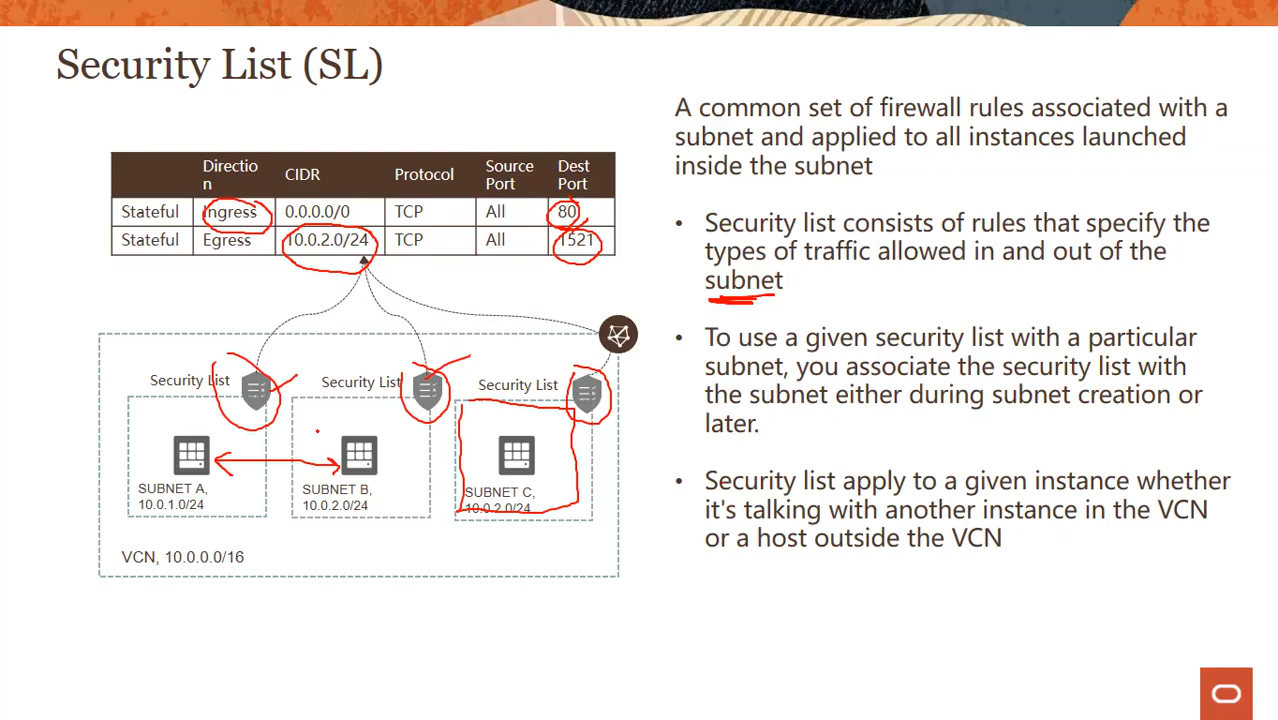 Security List (SL)
A common set of firewall rules associated with a
subnet and applied to all instances launched
inside the subnet
Directio
n
CIDR
Protocol
Source
Port
Dest
Port
Stateful Ingress 0.0.0.0/0 TCP All 80
Stateful Egress 10.0.2.0/24 TCP All 1521
• Security list consists of rules that specify the
types of traffic allowed in and out of the
subnet
• To use a given security list with a particular
subnet, you associate the security list with
the subnet either during subnet creation or
later.
• Security list apply to a given instance whether
it's talking with another instance in the VCN
or a host outside the VCN
Security List
Security List
Security List
SUBNET A,
10.0.1.0/24
SUBNET B,
10.0.2.0/24
SUBNET C,
10.0.2.0/24
VCN, 10.0.0.0/16